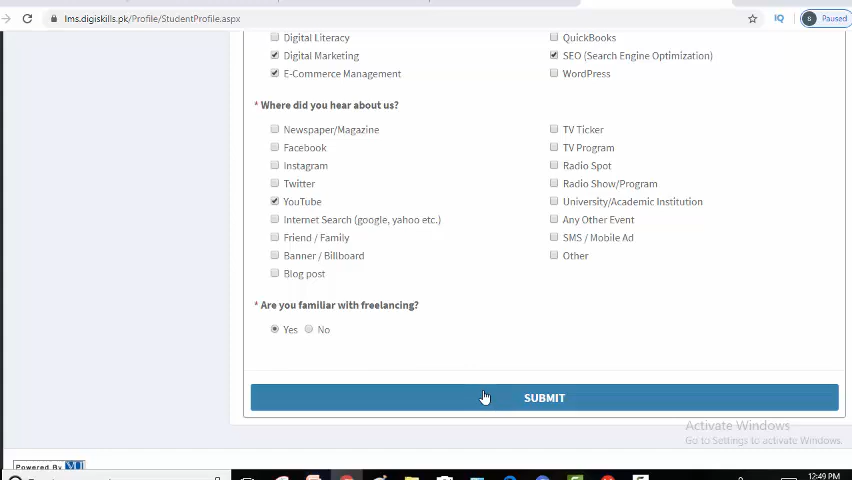 lms.digiskills.pk/Profile/StudentProfile.aspx
IQ
S
Paused
Digital Literacy
QuickBooks
Digital Marketing
SEO (Search Engine Optimization)
E-Commerce Management
WordPress
* Where did you hear about us?
Newspaper/Magazine
TV Ticker
Facebook
TV Program
Instagram
Radio Spot
Twitter
Radio Show/Program
YouTube
University/Academic Institution
Internet Search (google, yahoo etc.)
Any Other Event
Friend / Family
SMS / Mobile Ad
Banner / Billboard
Other
Blog post
* Are you familiar with freelancing?
Yes
No
SUBMIT
Activate Windows
Go to Settings to activate Windows.
Powered By VU
12:49 PM